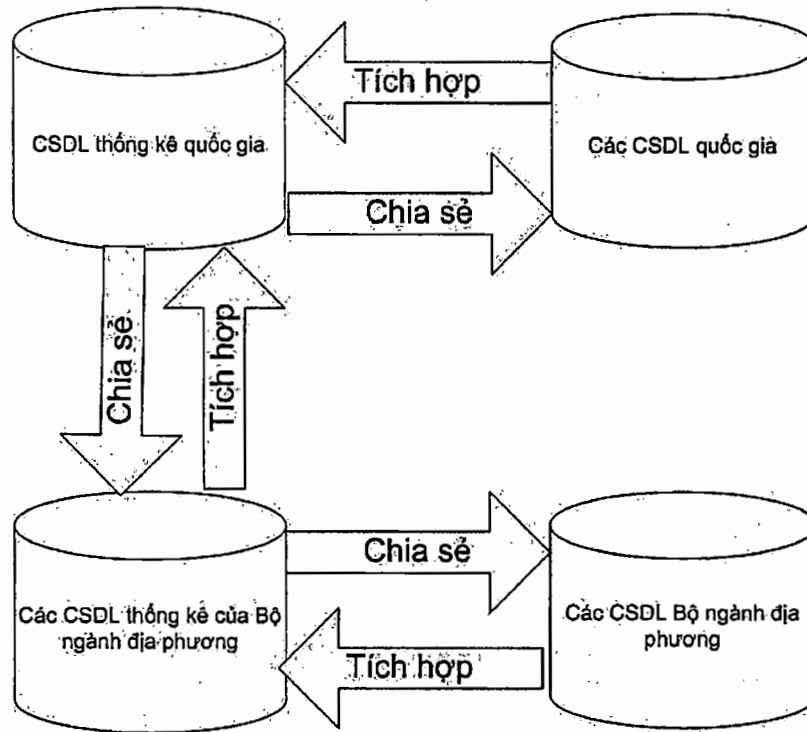 Tích hợp
CSDL thống kê quốc gia
Các CSDL quốc gia
Chia sẻ
Chia sẻ
Tích hợp
Chia sẻ
Các CSDL thống kê của Bộ
ngành địa phương
Các CSDL Bộ ngành địa
phương
Tích hợp